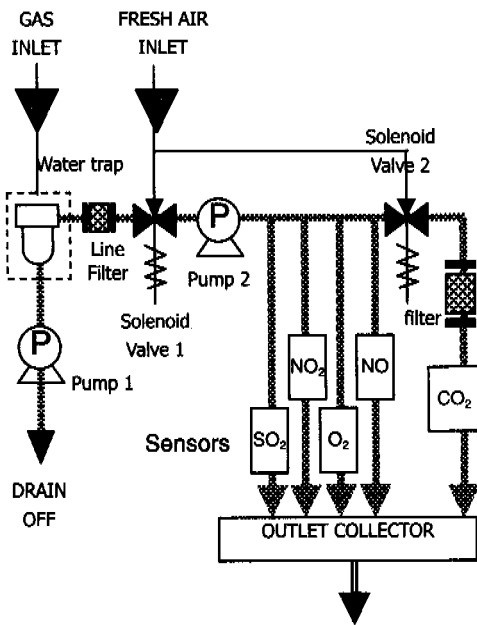 GAS
INLET
FRESH AIR
INLET
Water trap
Solenoid
Valve 2
P
Line
Filter
Pump 2
Solenoid
Valve 1
filter
P
Pump 1
NO₂
NO
CO₂
Sensors
SO₂
O₂
DRAIN
OFF
OUTLET COLLECTOR